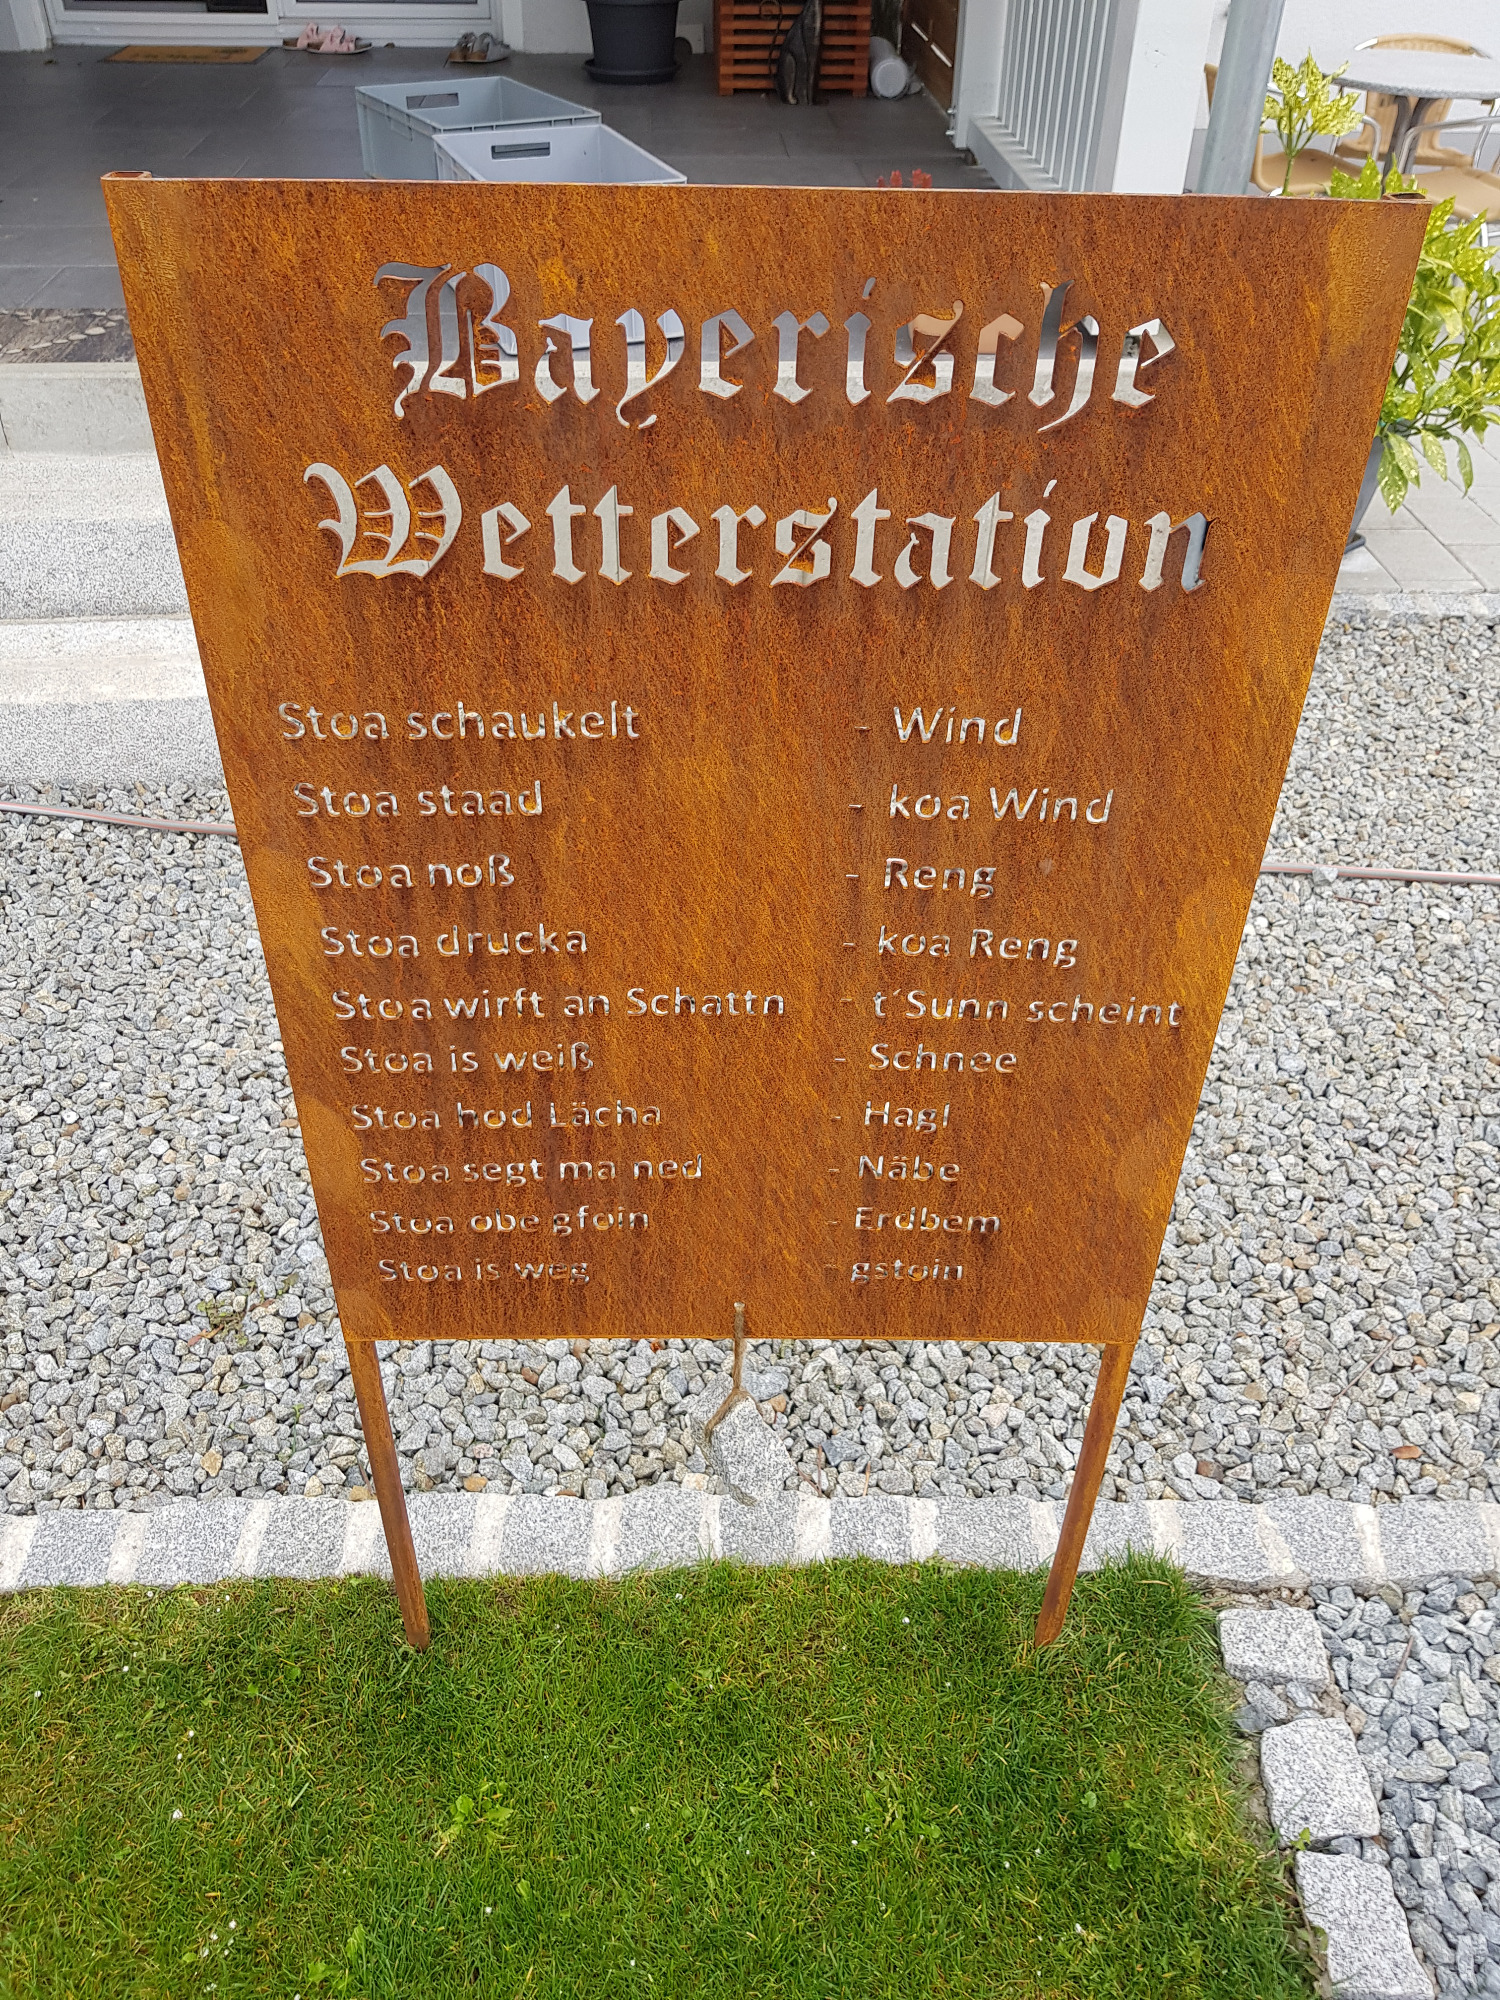 Bayerische
Wetterstation
Stoa schaukelt - Wind
Stoa staad - koa Wind
Stoa noß - Reng
Stoa drucka - koa Reng
Stoa wirft an Schattn - t´Sunn scheint
Stoa is weiß - Schnee
Stoa hod Lächa - Hagl
Stoa segt ma ned - Näbe
Stoa obe gfoin - Erdbem
Stoa is weg - gstoin